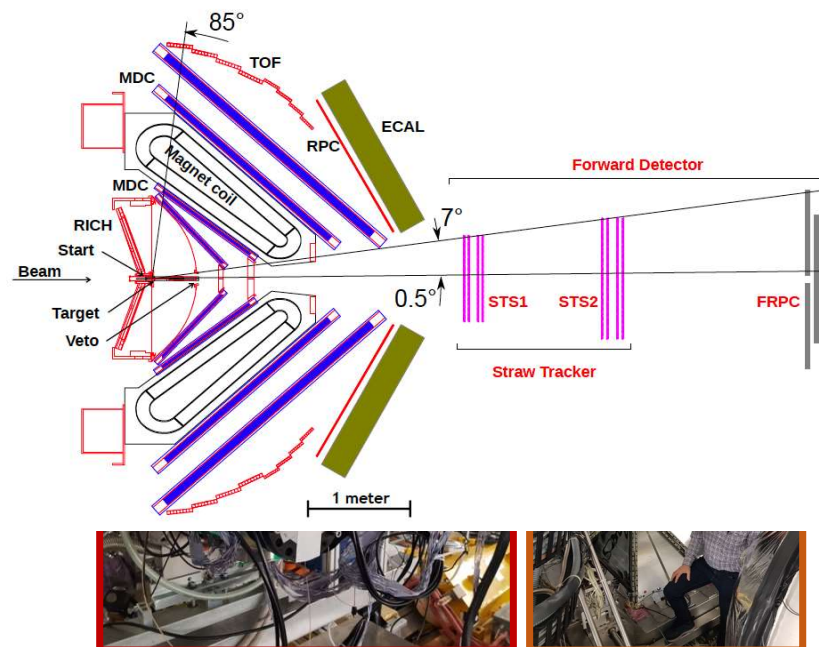 85°
TOF
MDC
ECAL
RPC
Magnet coil
Forward Detector
MDC
7°
RICH
Start
Beam
0.5°
STS1
STS2
FRPC
Target
Veto
Straw Tracker
1 meter